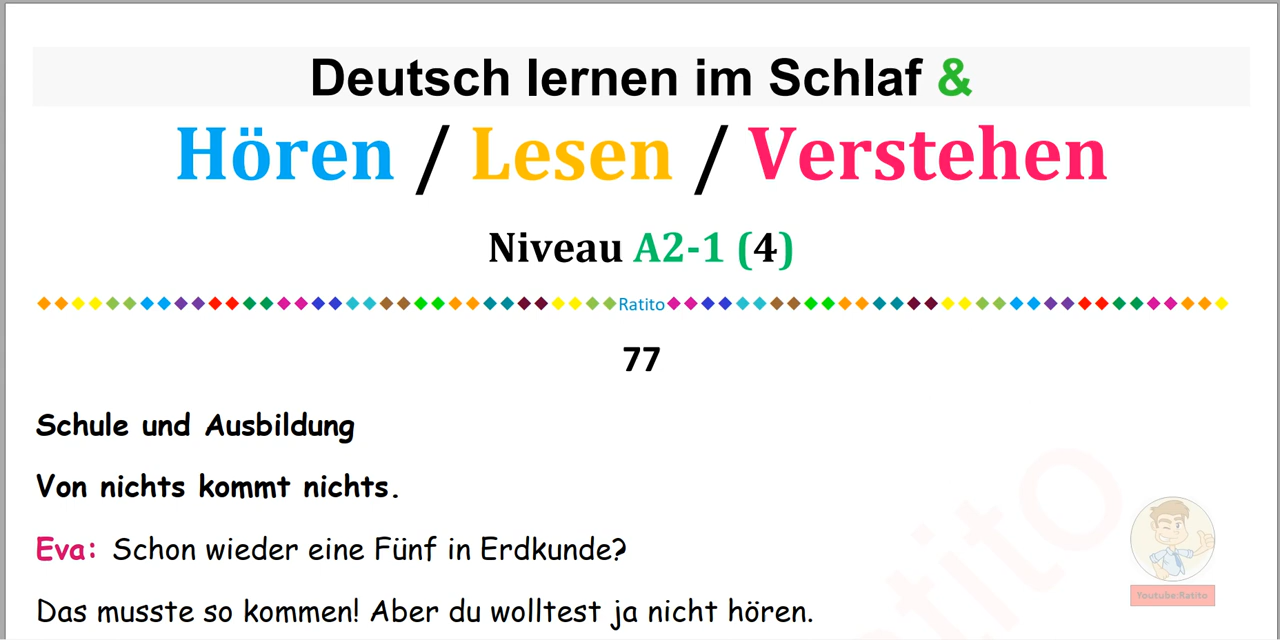 Deutsch lernen im Schlaf &
Hören / Lesen / Verstehen
Niveau A2-1 (4)
Ratito
77
Schule und Ausbildung
Von nichts kommt nichts.
Eva: Schon wieder eine Fünf in Erdkunde?
Das musste so kommen! Aber du wolltest ja nicht hören.
Youtube:Ratito